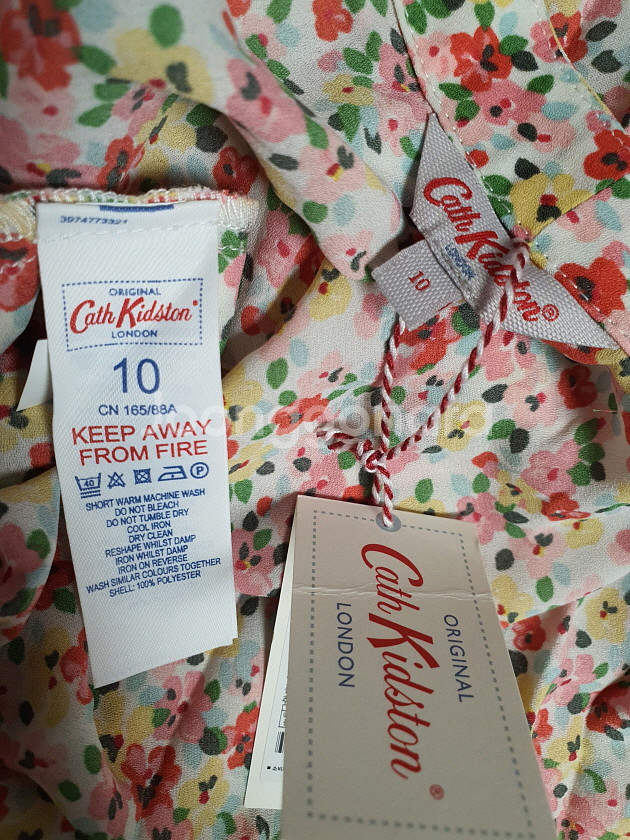 3974773321
ORIGINAL
Cath Kidston®
LONDON
10
CN 165/88A
KEEP AWAY
FROM FIRE
40
P
SHORT WARM MACHINE WASH
DO NOT BLEACH
DO NOT TUMBLE DRY
COOL IRON
DRY CLEAN
RESHAPE WHILST DAMP
IRON WHILST DAMP
IRON ON REVERSE
WASH SIMILAR COLOURS TOGETHER
SHELL: 100% POLYESTER
Cath Kidston®
LONDON
10
ORIGINAL
Cath Kidston®
LONDON